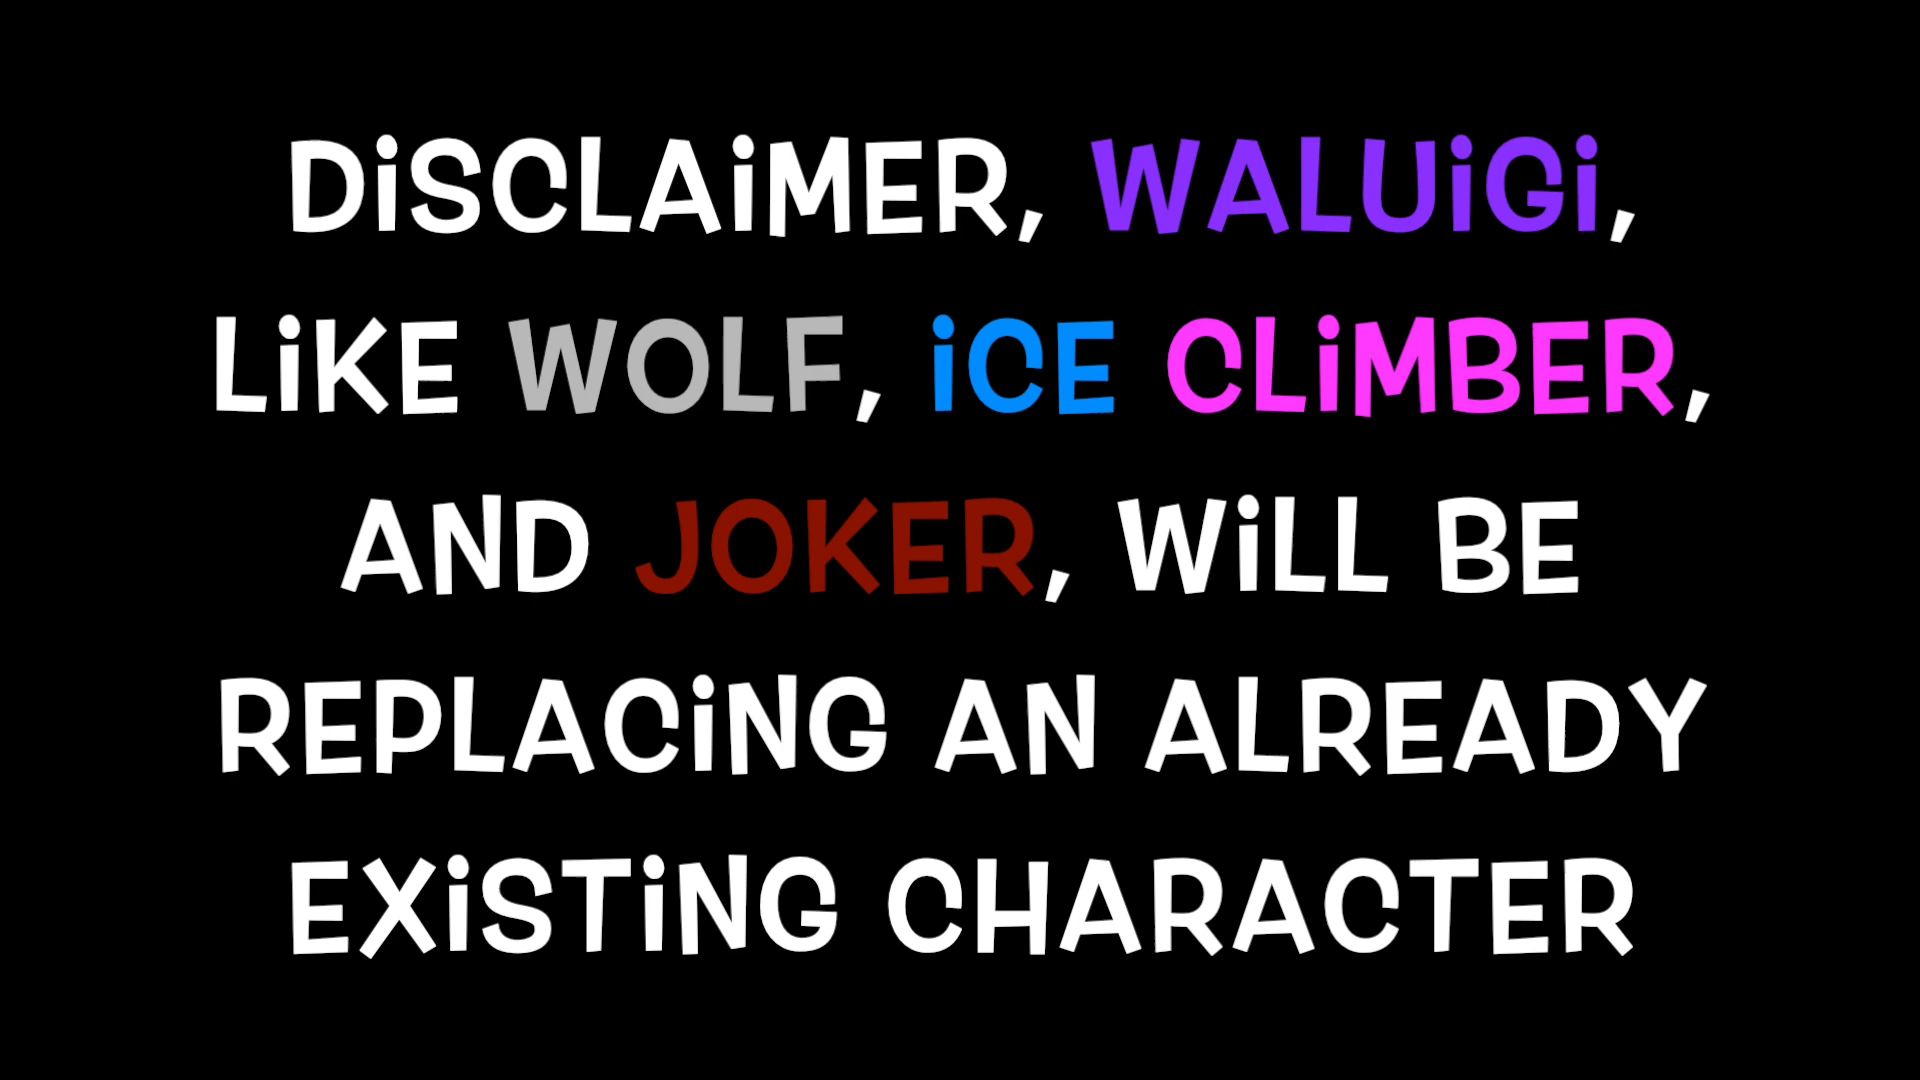 DiSCLAiMER, WALUiGi,
LiKE WOLF, iCE CLiMBER,
AND JOKER, WiLL BE
REPLACiNG AN ALREADY
EXiSTiNG CHARACTER